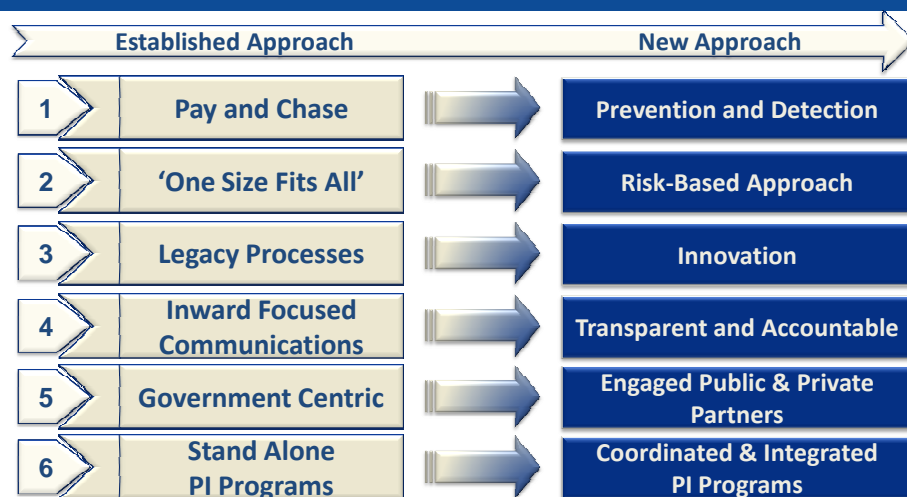 Established Approach New Approach
1 Pay and Chase Prevention and Detection
2 ‘One Size Fits All’ Risk-Based Approach
3 Legacy Processes Innovation
4 Inward Focused
Communications Transparent and Accountable
5 Government Centric Engaged Public & Private
Partners
6 Stand Alone
PI Programs Coordinated & Integrated
PI Programs